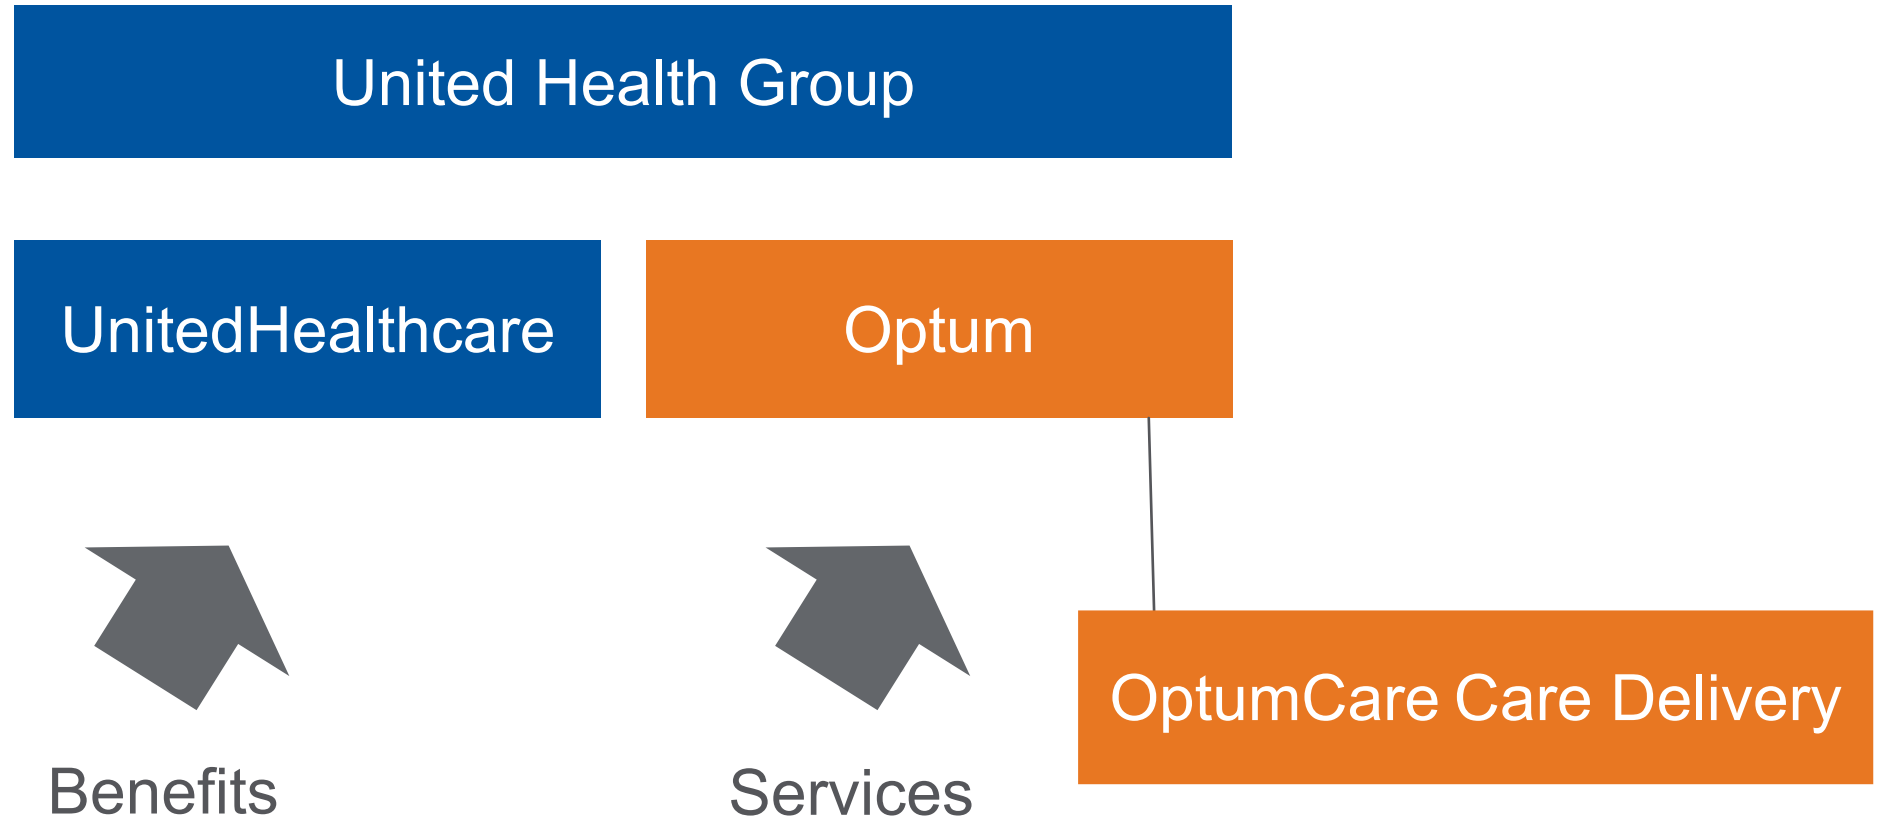 United Health Group
UnitedHealthcare
Optum
OptumCare Care Delivery
Benefits
Services